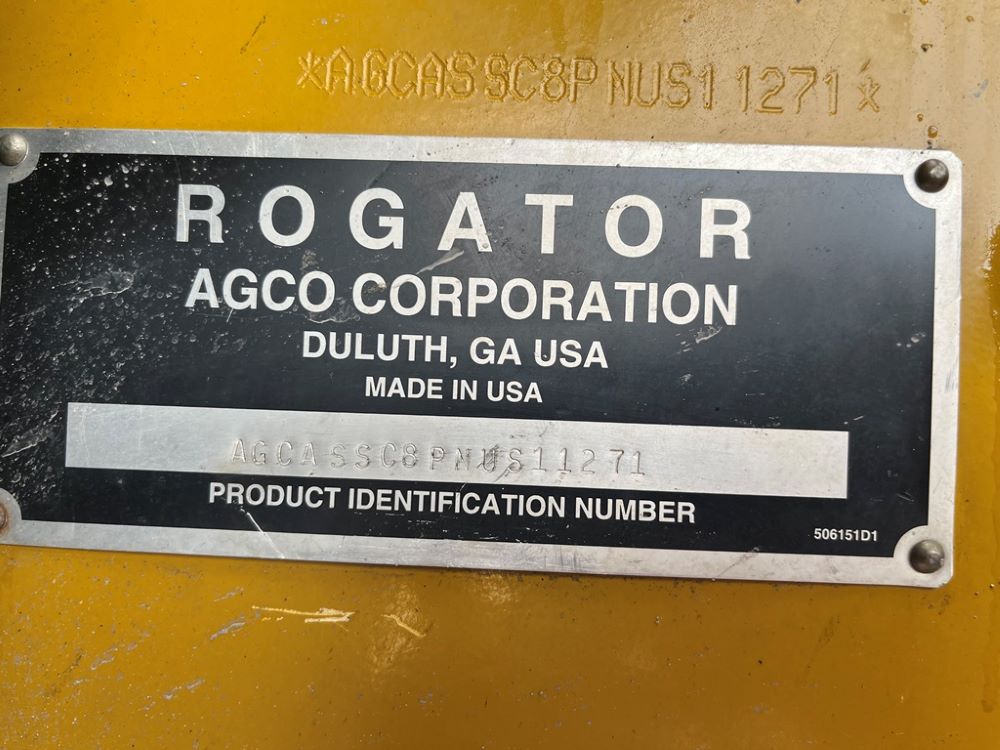 *AGCASSC8PNUS11271*
ROGATOR
AGCO CORPORATION
DULUTH, GA USA
MADE IN USA
AGCASSC8PNUS11271
PRODUCT IDENTIFICATION NUMBER
506151D1